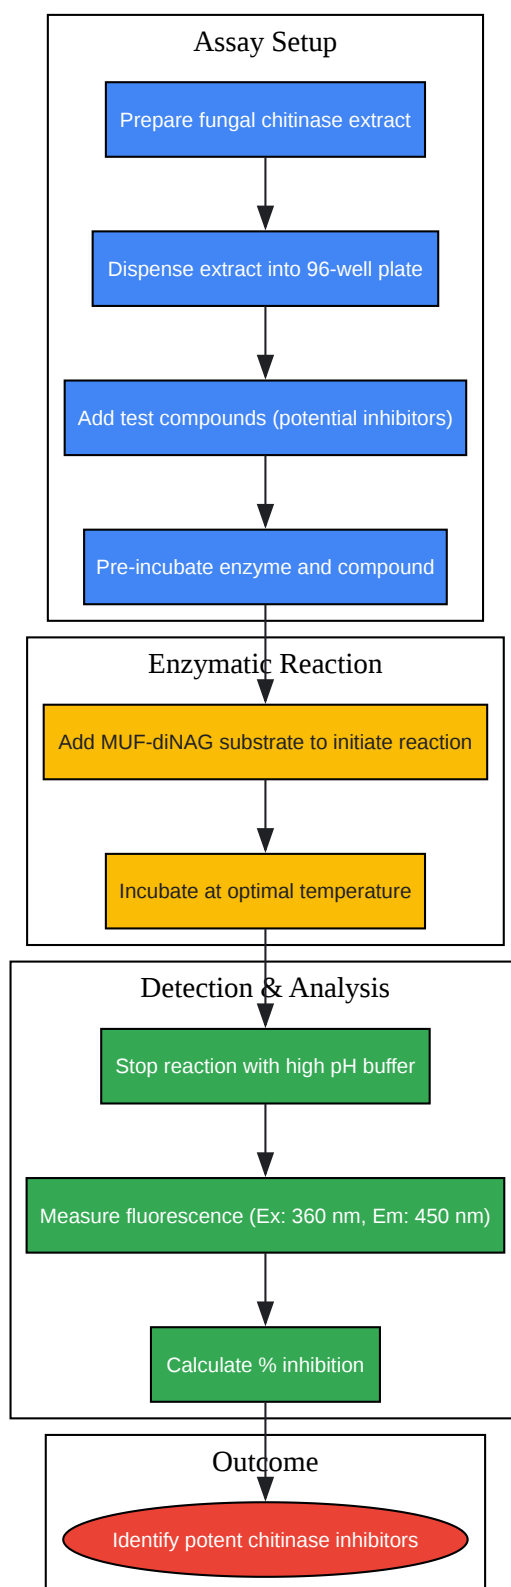 Assay Setup
Prepare fungal chitinase extract
Dispense extract into 96-well plate
Add test compounds (potential inhibitors)
Pre-incubate enzyme and compound
Enzymatic Reaction
Add MUF-diNAG substrate to initiate reaction
Incubate at optimal temperature
Detection & Analysis
Stop reaction with high pH buffer
Measure fluorescence (Ex: 360 nm, Em: 450 nm)
Calculate % inhibition
Outcome
Identify potent chitinase inhibitors